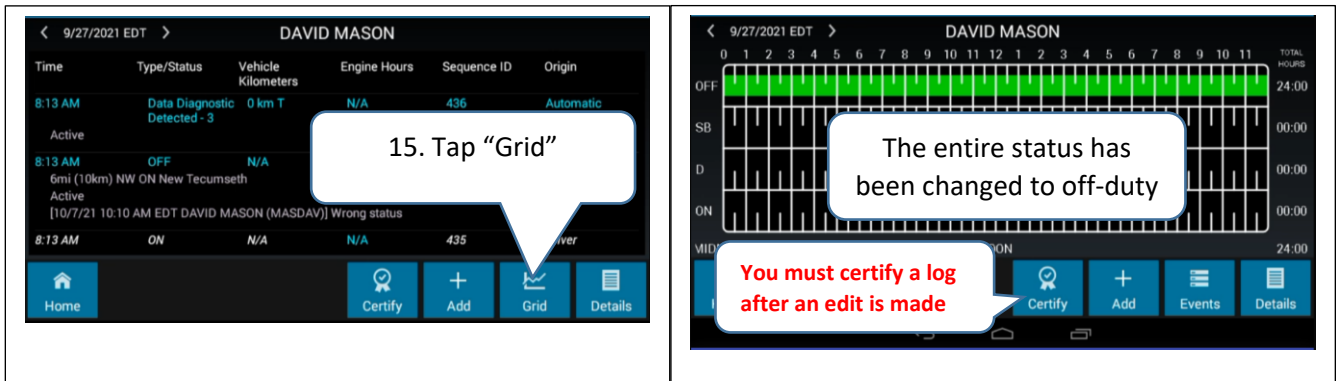 9/27/2021 EDT DAVID MASON
Time Type/Status Vehicle Kilometers Engine Hours Sequence ID Origin
8:13 AM Data Diagnostic Detected - 3 0 km T N/A 436 Automatic
Active
8:13 AM OFF N/A
6mi (10km) NW ON New Tecumseth
Active
[10/7/21 10:10 AM EDT DAVID MASON (MASDAV)] Wrong status
8:13 AM ON N/A N/A 435
15. Tap “Grid”
Home Certify Add Grid Details
9/27/2021 EDT DAVID MASON
0 1 2 3 4 5 6 7 8 9 10 11 12 1 2 3 4 5 6 7 8 9 10 11 TOTAL HOURS
OFF 24:00
SB 00:00
D 00:00
ON 00:00
24:00
The entire status has
been changed to off-duty
You must certify a log
after an edit is made
Certify Add Events Details